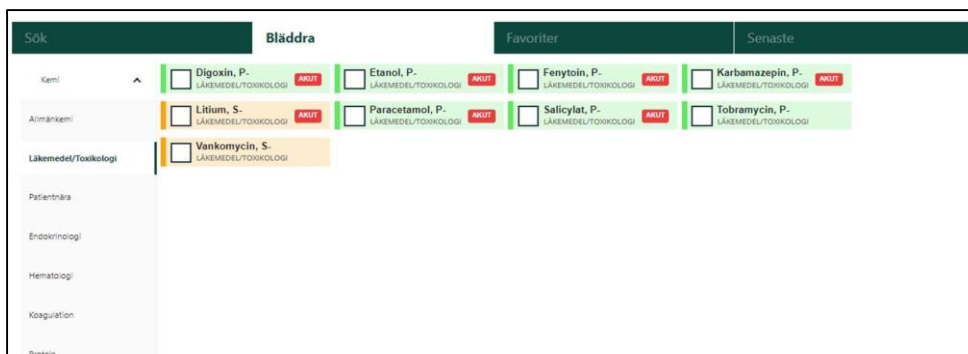 Sök
Bläddra
Favoriter
Senaste
Kemi
Allmänkemi
Läkemedel/Toxikologi
Patientnära
Endokrinologi
Hematologi
Koagulation
Protein
Digoxin, P-
LÄKEMEDEL/TOXIKOLOGI
AKUT
Etanol, P-
LÄKEMEDEL/TOXIKOLOGI
AKUT
Fenytoin, P-
LÄKEMEDEL/TOXIKOLOGI
AKUT
Karbamazepin, P-
LÄKEMEDEL/TOXIKOLOGI
AKUT
Litium, S-
LÄKEMEDEL/TOXIKOLOGI
AKUT
Paracetamol, P-
LÄKEMEDEL/TOXIKOLOGI
AKUT
Salicylat, P-
LÄKEMEDEL/TOXIKOLOGI
AKUT
Tobramycin, P-
LÄKEMEDEL/TOXIKOLOGI
Vankomycin, S-
LÄKEMEDEL/TOXIKOLOGI